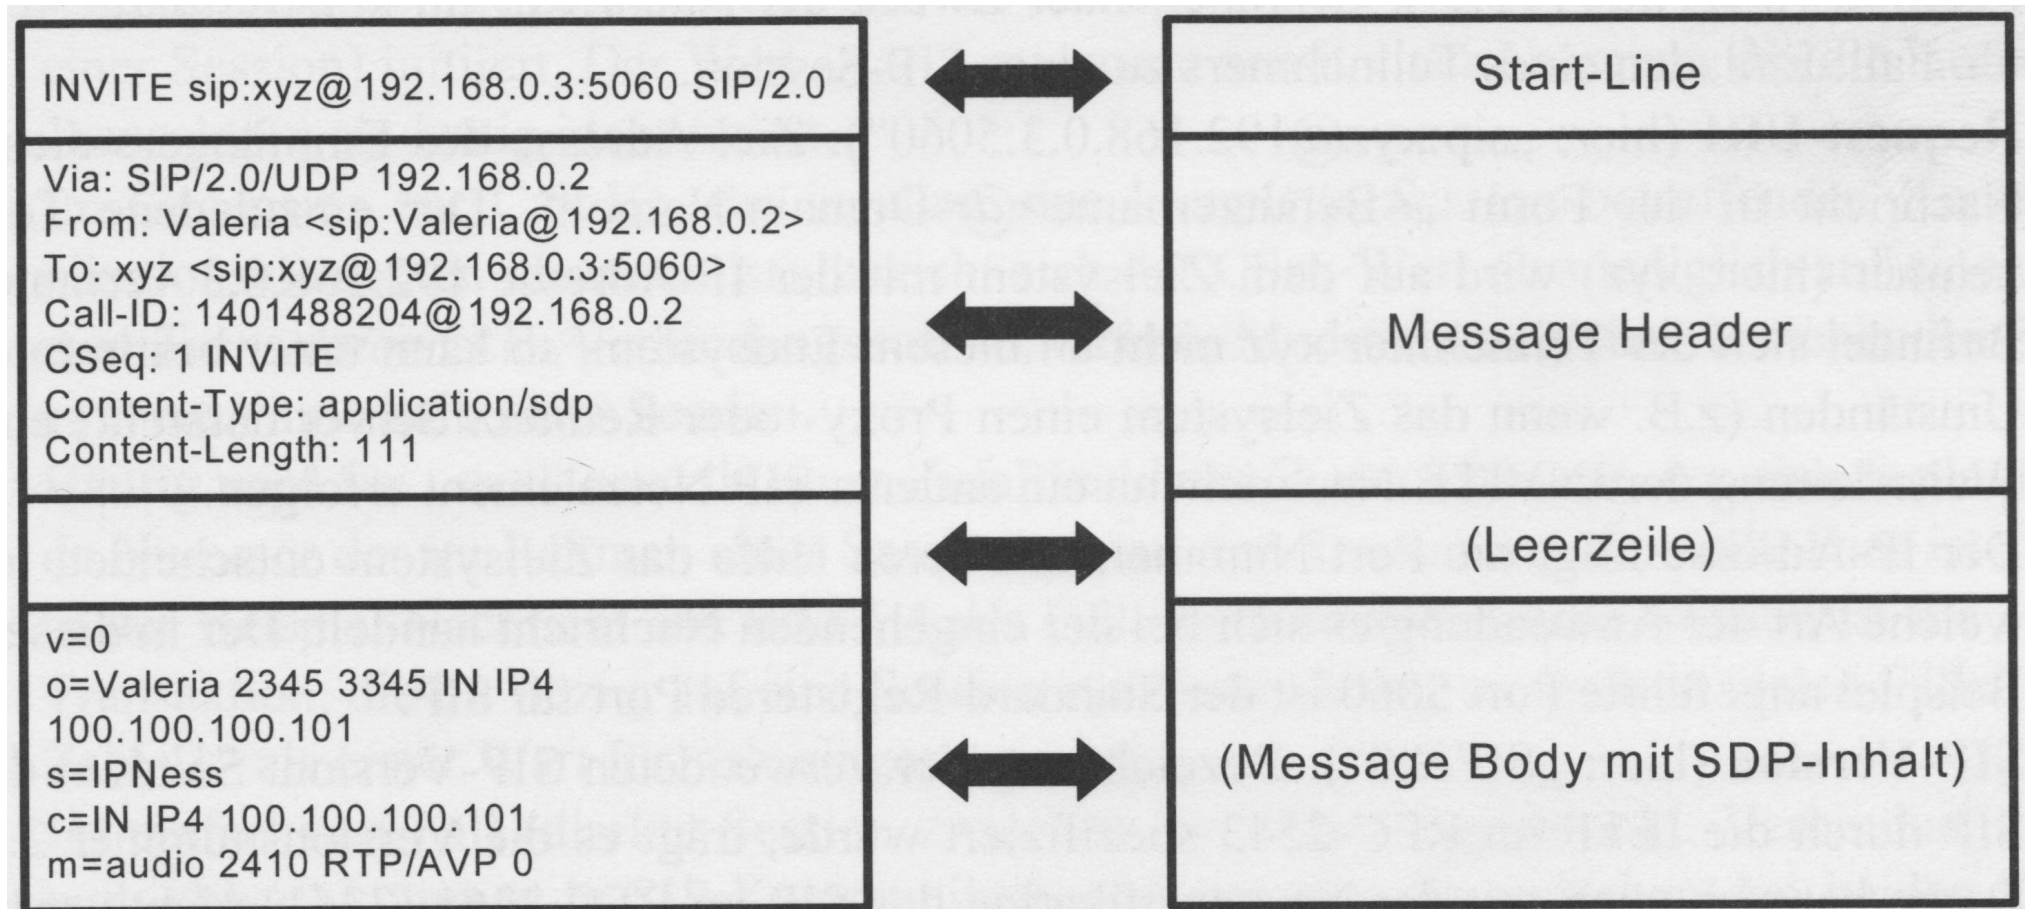 INVITE sip:xyz@192.168.0.3:5060 SIP/2.0
Start-Line
Via: SIP/2.0/UDP 192.168.0.2
From: Valeria <sip:Valeria@192.168.0.2>
To: xyz <sip:xyz@192.168.0.3:5060>
Call-ID: 1401488204@192.168.0.2
CSeq: 1 INVITE
Content-Type: application/sdp
Content-Length: 111
Message Header
(Leerzeile)
v=0
o=Valeria 2345 3345 IN IP4
100.100.100.101
s=IPNess
c=IN IP4 100.100.100.101
m=audio 2410 RTP/AVP 0
(Message Body mit SDP-Inhalt)